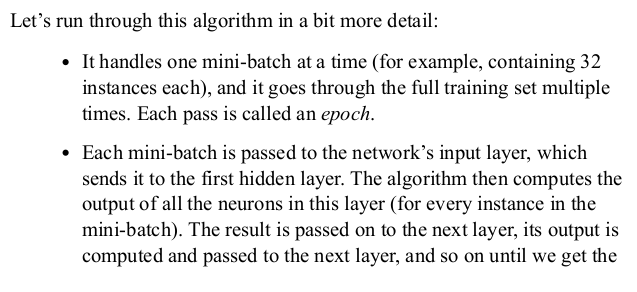 Let’s run through this algorithm in a bit more detail:
• It handles one mini-batch at a time (for example, containing 32
instances each), and it goes through the full training set multiple
times. Each pass is called an epoch.
• Each mini-batch is passed to the network’s input layer, which
sends it to the first hidden layer. The algorithm then computes the
output of all the neurons in this layer (for every instance in the
mini-batch). The result is passed on to the next layer, its output is
computed and passed to the next layer, and so on until we get the